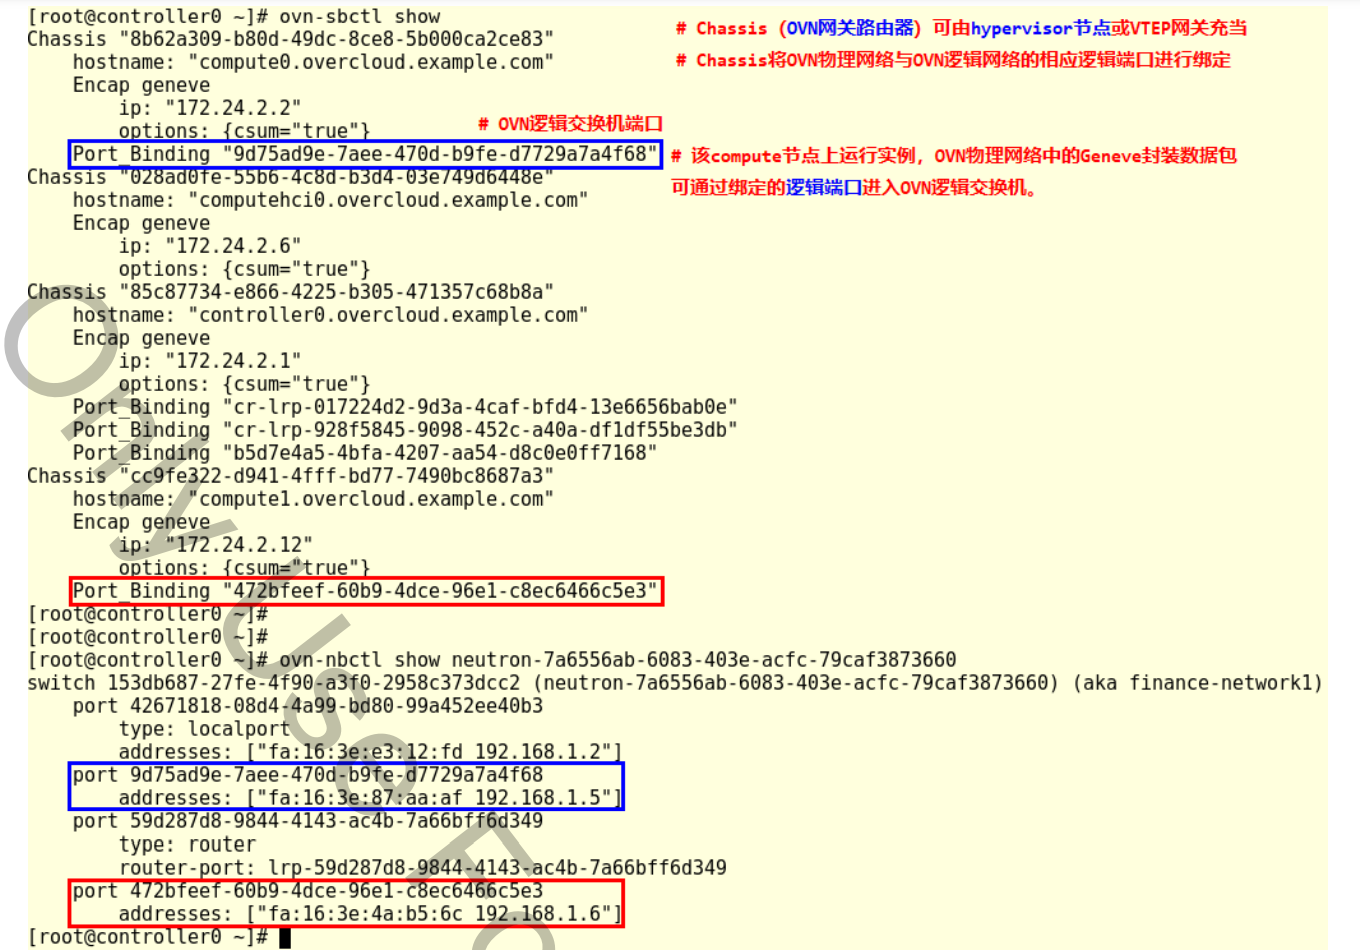 [root@controller0 ~]# ovn-sbctl show
# Chassis（OVN网关路由器）可由hypervisor节点或VTEP网关充当
Chassis "8b62a309-b80d-49dc-8ce8-5b000ca2ce83"
hostname: "compute0.overcloud.example.com"
# Chassis将OVN物理网络与OVN逻辑网络的相应逻辑端口进行绑定
Encap geneve
ip: "172.24.2.2"
options: {csum="true"}
# OVN逻辑交换机端口
Port_Binding "9d75ad9e-7aee-470d-b9fe-d7729a7a4f68"
# 该compute节点上运行实例，OVN物理网络中的Geneve封装数据包
可通过绑定的逻辑端口进入OVN逻辑交换机。
Chassis "028ad0fe-55b6-4c8d-b3d4-03e749d6448e"
hostname: "computehci0.overcloud.example.com"
Encap geneve
ip: "172.24.2.6"
options: {csum="true"}
Chassis "85c87734-e866-4225-b305-471357c68b8a"
hostname: "controller0.overcloud.example.com"
Encap geneve
ip: "172.24.2.1"
options: {csum="true"}
Port_Binding "cr-lrp-017224d2-9d3a-4caf-bfd4-13e6656bab0e"
Port_Binding "cr-lrp-928f5845-9098-452c-a40a-df1df55be3db"
Port_Binding "b5d7e4a5-4bfa-4207-aa54-d8c0e0ff7168"
Chassis "cc9fe322-d941-4fff-bd77-7490bc8687a3"
hostname: "compute1.overcloud.example.com"
Encap geneve
ip: "172.24.2.12"
options: {csum="true"}
Port_Binding "472bfeef-60b9-4dce-96e1-c8ec6466c5e3"
[root@controller0 ~]#
[root@controller0 ~]#
[root@controller0 ~]# ovn-nbctl show neutron-7a6556ab-6083-403e-acfc-79caf3873660
switch 153db687-27fe-4f90-a3f0-2958c373dcc2 (neutron-7a6556ab-6083-403e-acfc-79caf3873660) (aka finance-network1)
port 42671818-08d4-4a99-bd80-99a452ee40b3
type: localport
addresses: ["fa:16:3e:e3:12:fd 192.168.1.2"]
port 9d75ad9e-7aee-470d-b9fe-d7729a7a4f68
addresses: ["fa:16:3e:87:aa:af 192.168.1.5"]
port 59d287d8-9844-4143-ac4b-7a66bff6d349
type: router
router-port: lrp-59d287d8-9844-4143-ac4b-7a66bff6d349
port 472bfeef-60b9-4dce-96e1-c8ec6466c5e3
addresses: ["fa:16:3e:4a:b5:6c 192.168.1.6"]
[root@controller0 ~]#
Only Use Fo